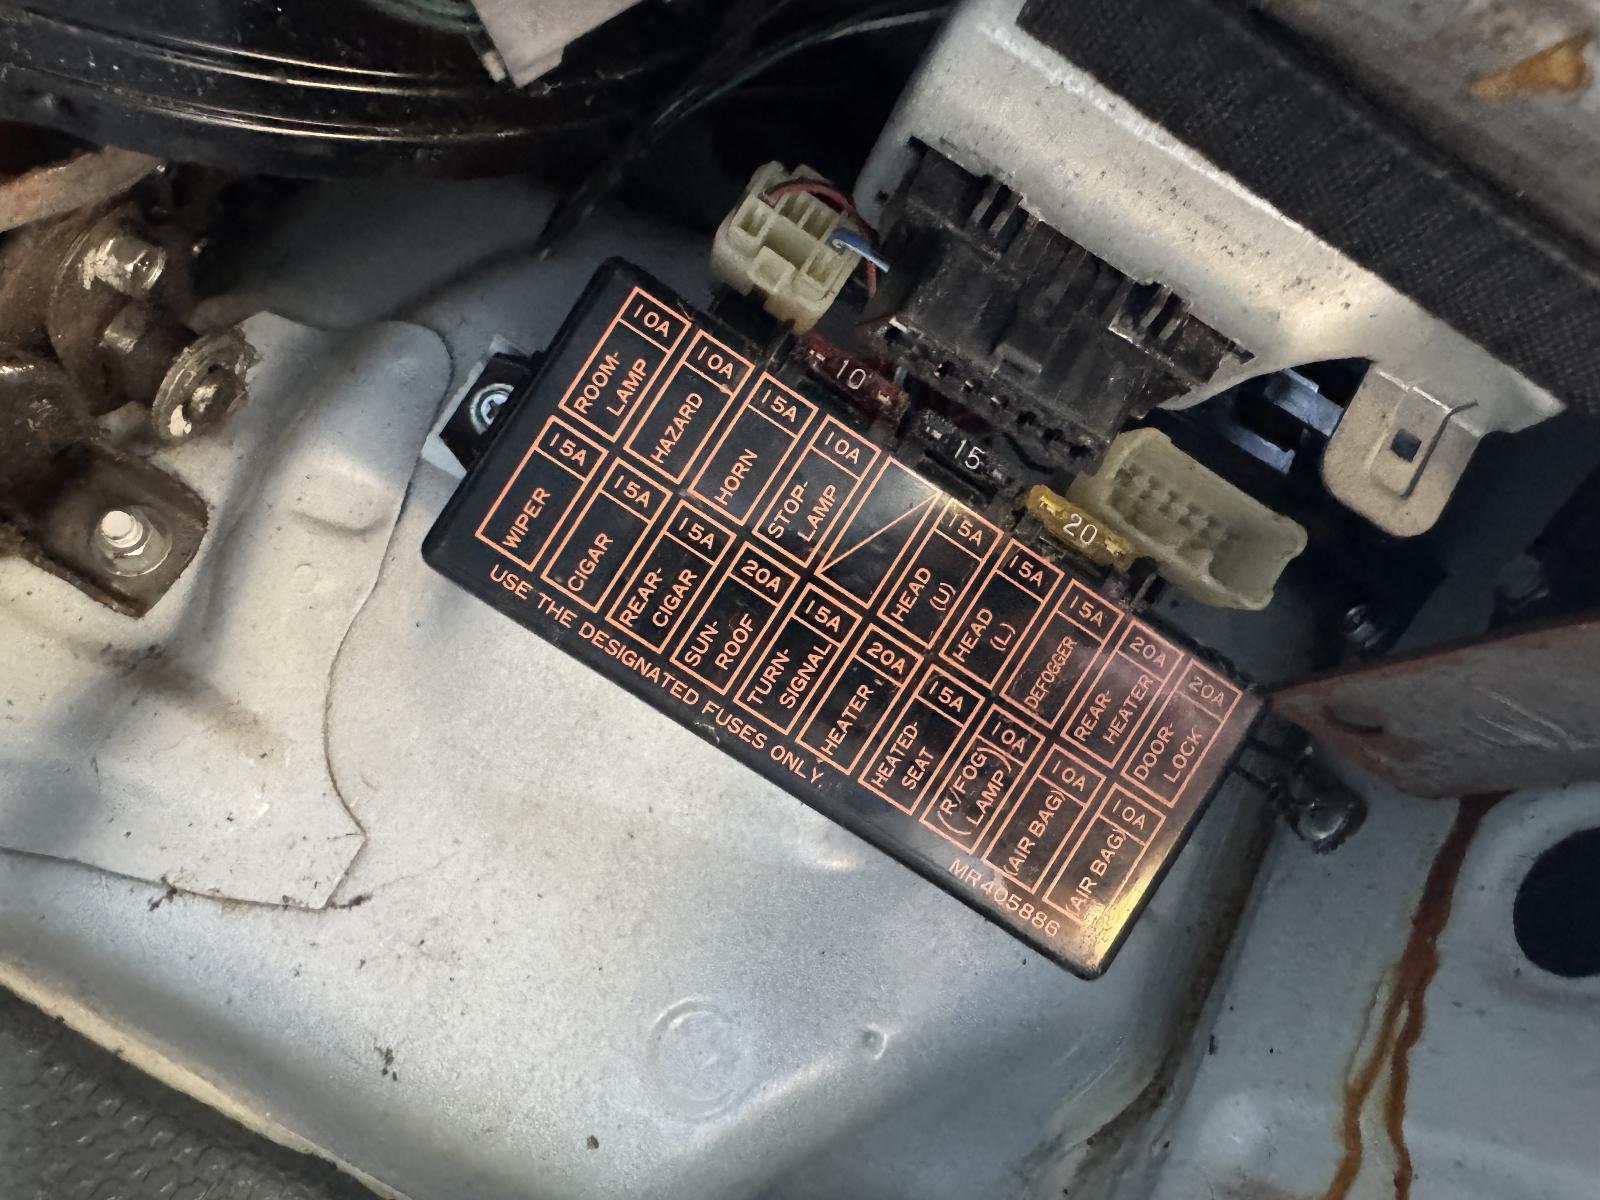 10
15
20
10A
ROOM-
LAMP
10A
HAZARD
15A
HORN
10A
STOP-
LAMP
15A
HEAD
(U)
15A
HEAD
(L)
15A
DEFOGGER
20A
REAR-
HEATER
20A
DOOR-
LOCK
15A
WIPER
15A
CIGAR
15A
REAR-
CIGAR
20A
SUN-
ROOF
15A
TURN-
SIGNAL
20A
HEATER
15A
HEATED
SEAT
10A
(R/FOG)
(LAMP)
10A
(AIR BAG)
10A
(AIR BAG)
USE THE DESIGNATED FUSES ONLY.
MR405886